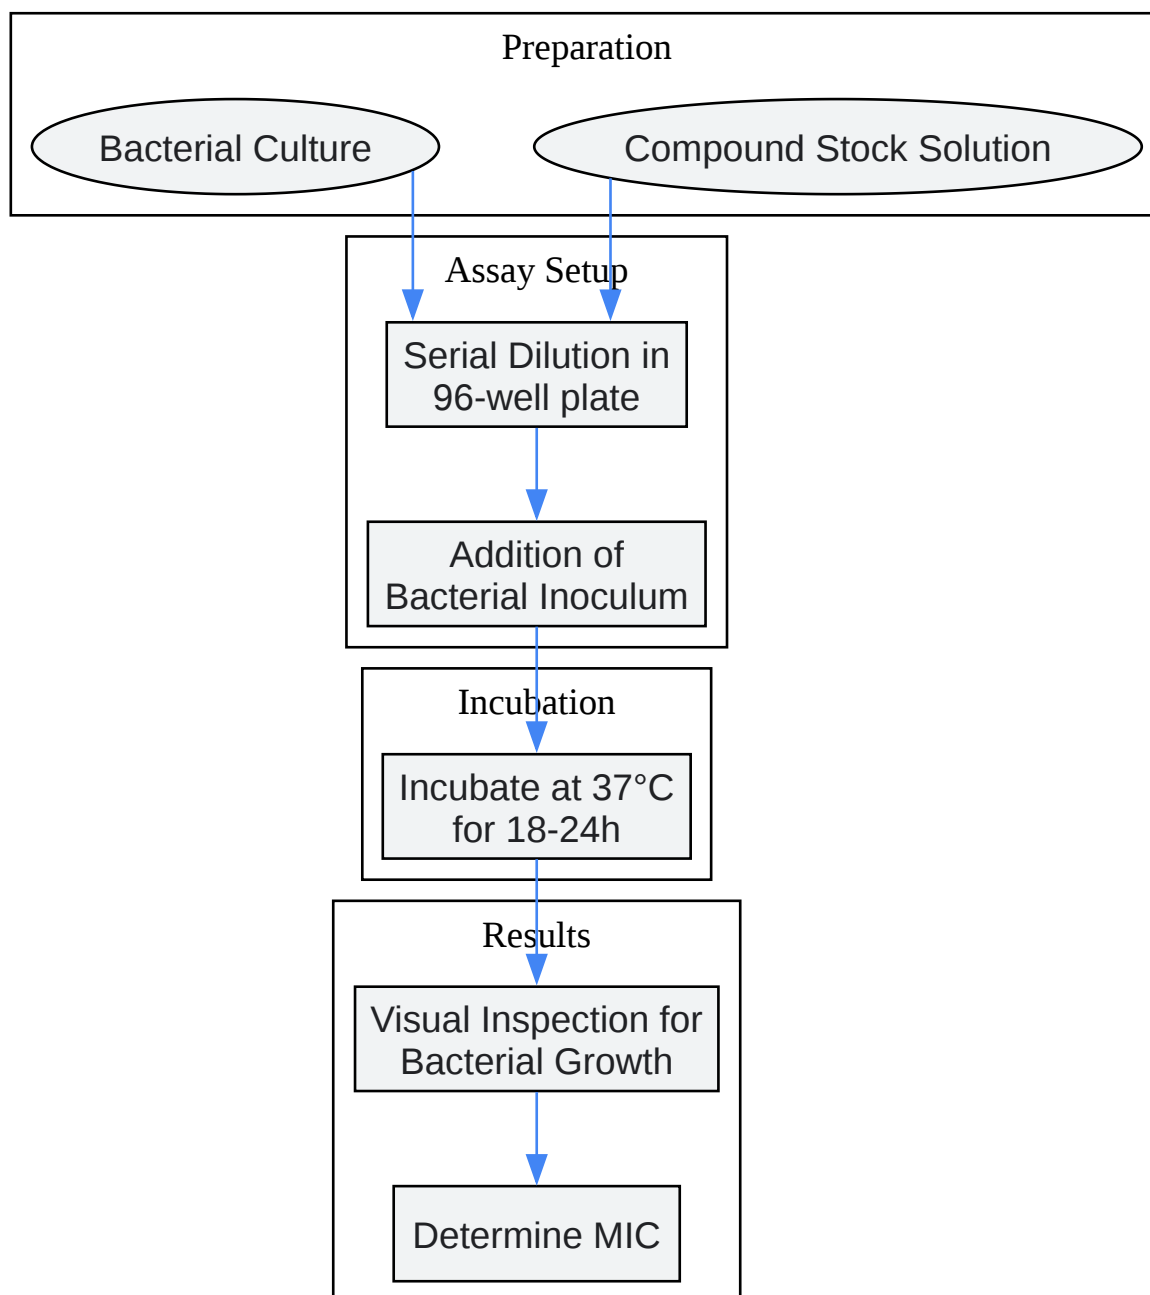 Preparation
Bacterial Culture
Compound Stock Solution
Assay Setup
Serial Dilution in
96-well plate
Addition of
Bacterial Inoculum
Incubation
Incubate at 37°C
for 18-24h
Results
Visual Inspection for
Bacterial Growth
Determine MIC